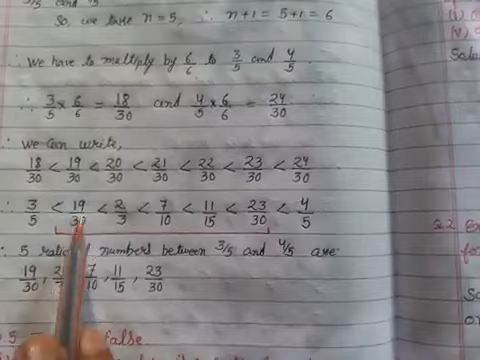 So, we take n = 5, ∴ n+1 = 5+1 = 6
∴ We have to multiply by 6/6 to 3/5 and 4/5.
∴ 3/5 × 6/6 = 18/30 and 4/5 × 6/6 = 24/30
∴ We can write,
18/30 < 19/30 < 20/30 < 21/30 < 22/30 < 23/30 < 24/30
∴ 3/5 < 19/30 < 2/3 < 7/10 < 11/15 < 23/30 < 4/5
∴ 5 numbers between 3/5 and 4/5 are
19/30, 7/10, 11/15, 23/30
false